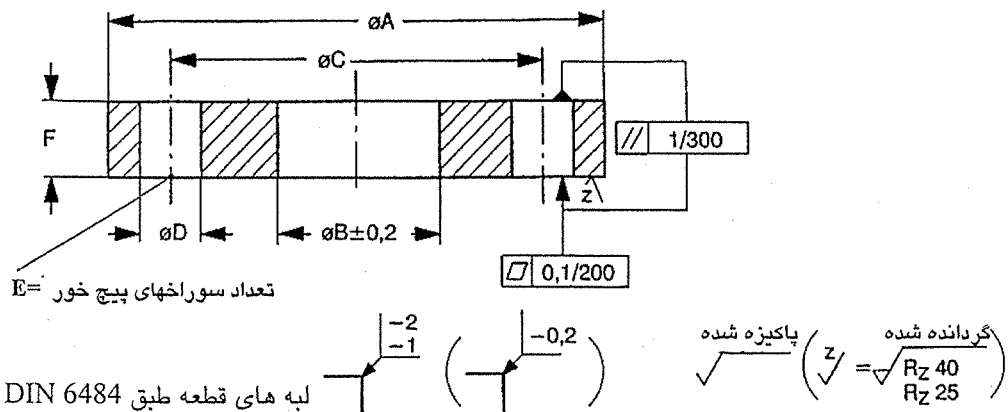 øA
øC
F
// 1/300
z
øD
øB±0,2
⏥ 0,1/200
E= تعداد سوراخهای پیچ خور
-2
-1
-0,2
پاکیزه شده
گردانده شده
z = Rz 40
Rz 25
لبه های قطعه طبق DIN 6484